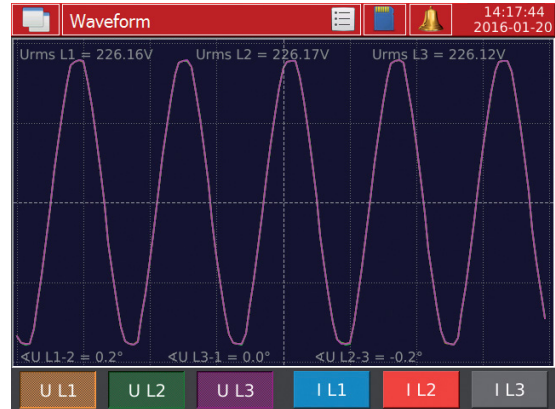 Waveform
14:17:44
2016-01-20
Urms L1 = 226.16V Urms L2 = 226.17V Urms L3 = 226.12V
∢U L1-2 = 0.2° ∢U L3-1 = 0.0° ∢U L2-3 = -0.2°
U L1 U L2 U L3 I L1 I L2 I L3